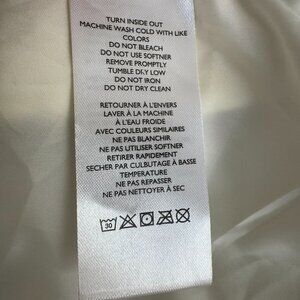 TURN INSIDE OUT
MACHINE WASH COLD WITH LIKE
COLORS
DO NOT BLEACH
DO NOT USE SOFTNER
REMOVE PROMPTLY
TUMBLE DRY LOW
DO NOT IRON
DO NOT DRY CLEAN
RETOURNER À L'ENVERS
LAVER À LA MACHINE
À L'EAU FROIDE
AVEC COULEURS SIMILAIRES
NE PAS BLANCHIR
NE PAS UTILISER SOFTNER
RETIRER RAPIDEMENT
SECHER PAR CULBUTAGE À BASSE
TEMPERATURE
NE PAS REPASSER
NE PAS NETTOYER À SEC
30